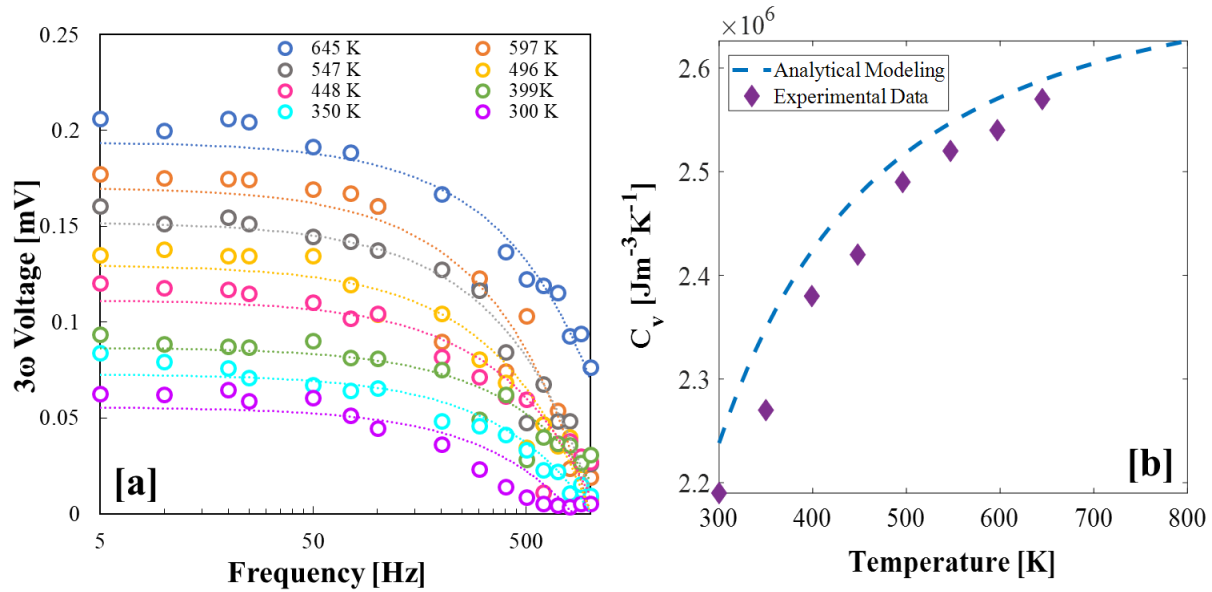 0.25
0.2
0.15
0.1
0.05
0
3ω Voltage [mV]
645 K
597 K
547 K
496 K
448 K
399K
350 K
300 K
[a]
5
50
500
Frequency [Hz]
×10⁶
2.6
2.5
2.4
2.3
2.2
C_v [Jm⁻³K⁻¹]
Analytical Modeling
Experimental Data
[b]
300
400
500
600
700
800
Temperature [K]